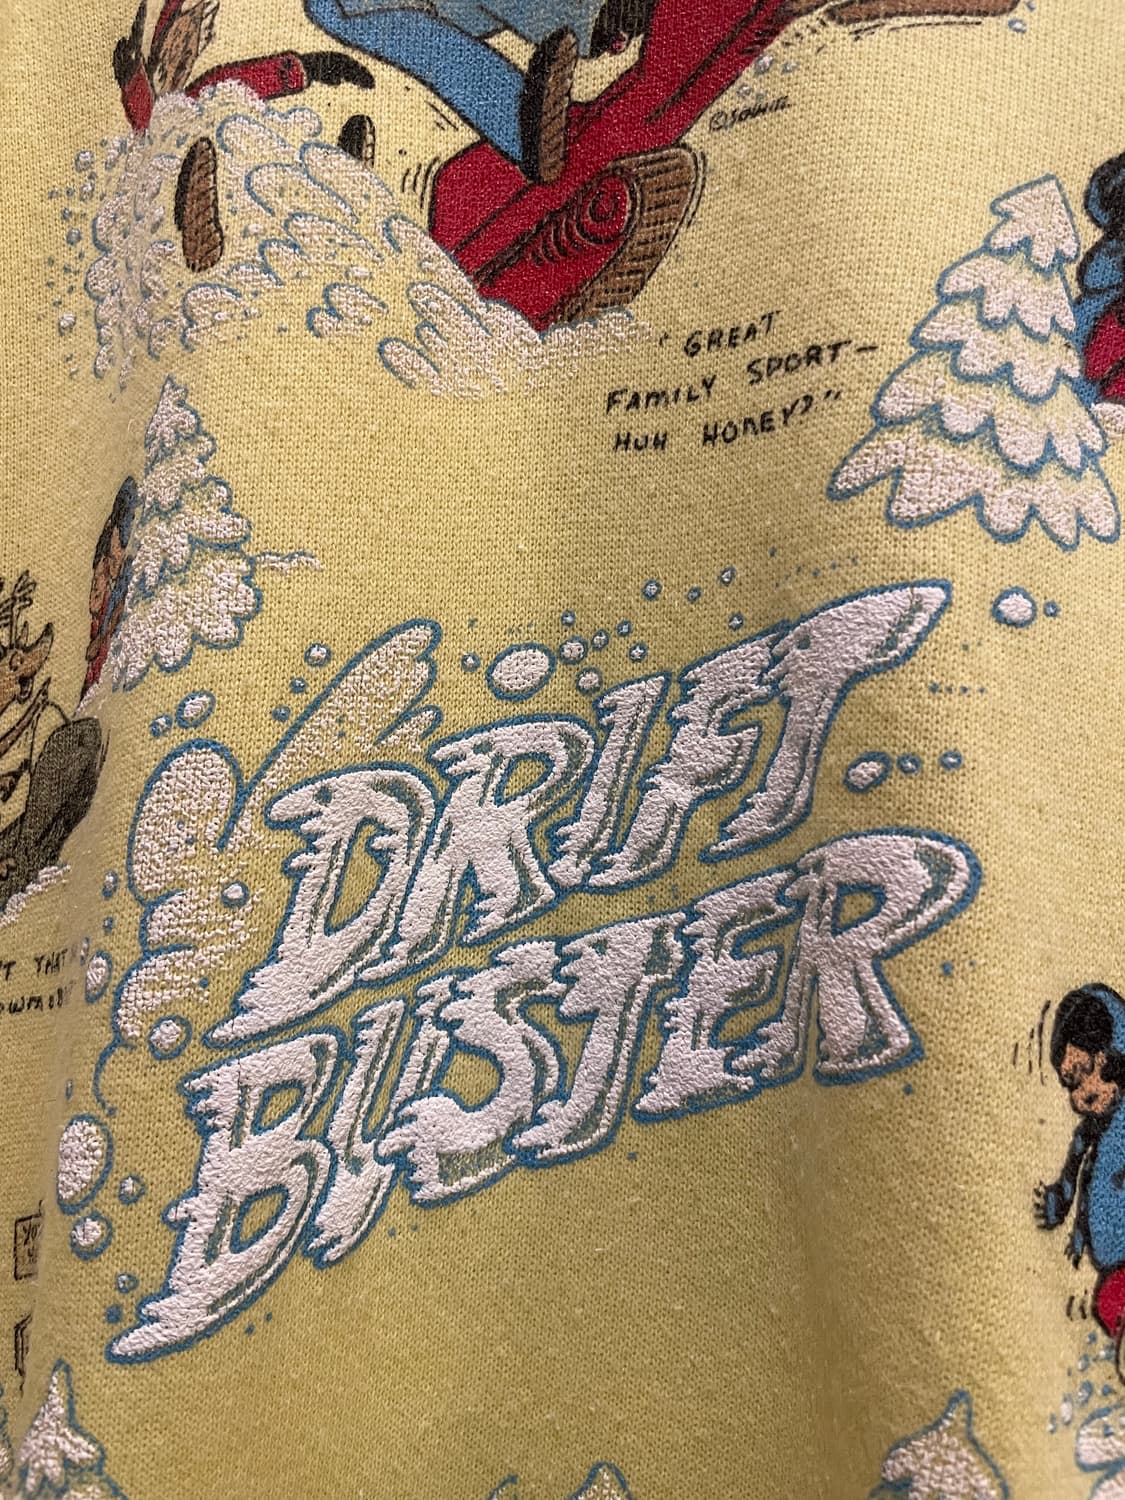 "GREAT
FAMILY SPORT—
HUH HONEY?"
DRIFT
BUSTER